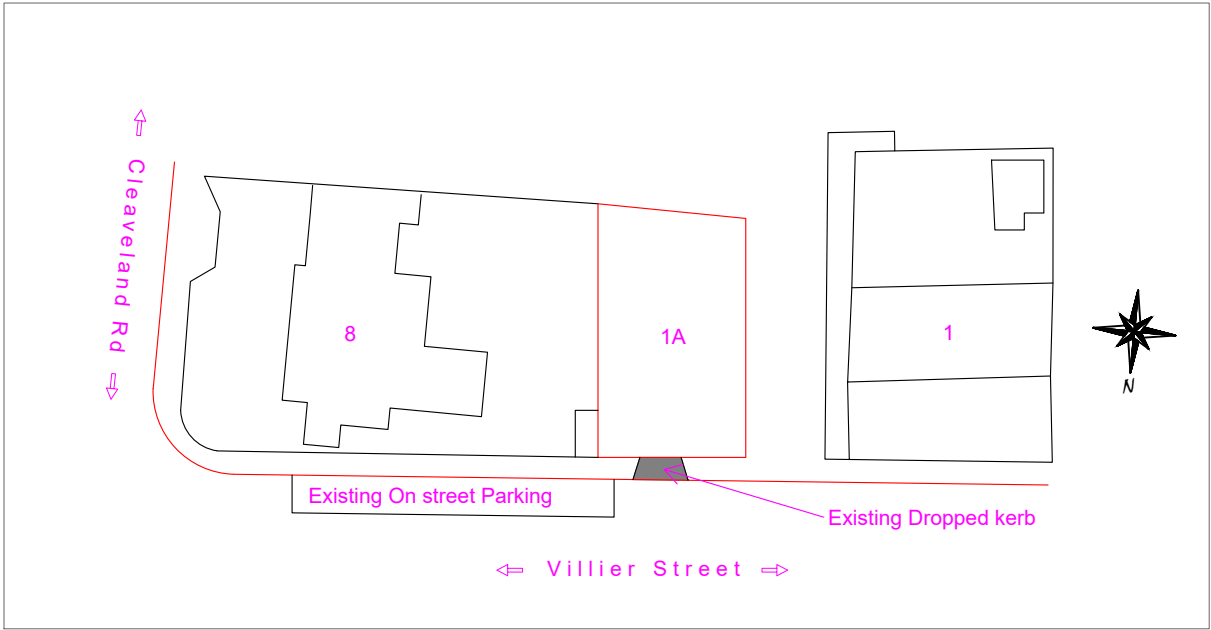 Cleaveland Rd
8
1A
1
N
Existing On street Parking
Existing Dropped kerb
Villier Street